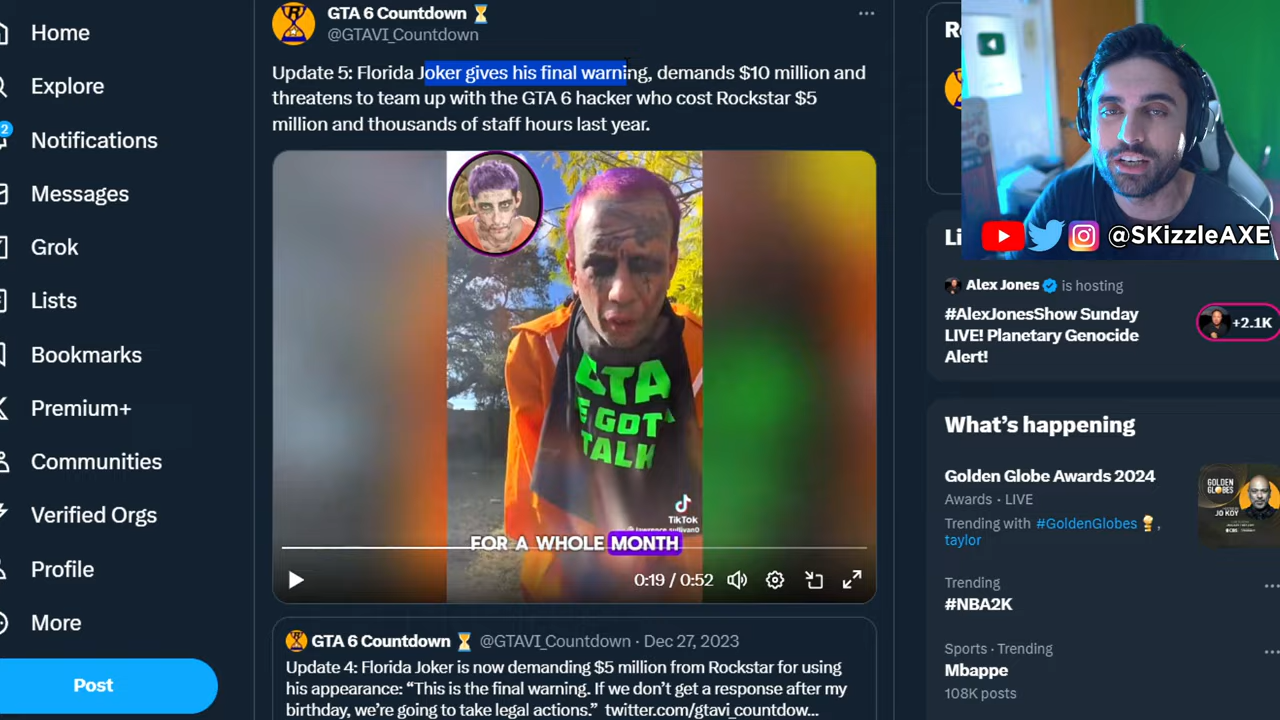 Home
Explore
2
Notifications
Messages
Grok
Lists
Bookmarks
Premium+
Communities
Verified Orgs
Profile
More
Post
GTA 6 Countdown ⏳
@GTAVI_Countdown
Update 5: Florida Joker gives his final warning, demands $10 million and
threatens to team up with the GTA 6 hacker who cost Rockstar $5
million and thousands of staff hours last year.
GTA
E GOT
TALK
TikTok
FOR A WHOLE MONTH
0:19 / 0:52
GTA 6 Countdown ⏳ @GTAVI_Countdown · Dec 27, 2023
Update 4: Florida Joker is now demanding $5 million from Rockstar for using
his appearance: “This is the final warning. If we don’t get a response after my
birthday, we’re going to take legal actions.” twitter.com/gtavi_countdow...
@SKizzleAXE
Li
Alex Jones is hosting
#AlexJonesShow Sunday
LIVE! Planetary Genocide
Alert!
+2.1K
What’s happening
Golden Globe Awards 2024
Awards · LIVE
Trending with #GoldenGlobes ,
taylor
GOLDEN
GLOBES
JO KOY
Trending
#NBA2K
Sports · Trending
Mbappe
108K posts